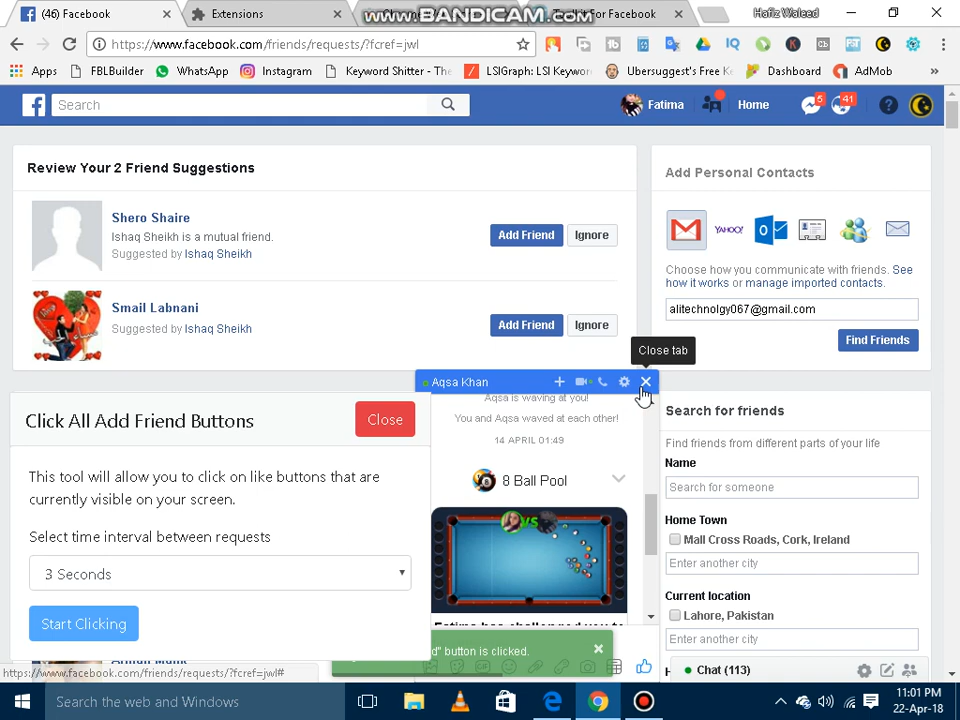 (46) Facebook
Extensions
WWW.BANDICAM.COM
For Facebook
Hafiz Waleed
https://www.facebook.com/friends/requests/?fcref=jwl
Apps
FBLBuilder
WhatsApp
Instagram
Keyword Shitter - The
LSIGraph: LSI Keywor
Ubersuggest's Free K
Dashboard
AdMob
Search
Fatima
Home
5
41
Review Your 2 Friend Suggestions
Shero Shaire
Ishaq Sheikh is a mutual friend.
Suggested by Ishaq Sheikh
Add Friend
Ignore
Smail Labnani
Suggested by Ishaq Sheikh
Add Friend
Ignore
Add Personal Contacts
YAHOO!
Choose how you communicate with friends. See
how it works or manage imported contacts.
alitechnolgy067@gmail.com
Find Friends
Close tab
Aqsa Khan
Aqsa is waving at you!
You and Aqsa waved at each other!
14 APRIL 01:49
8 Ball Pool
VS
Fatima has challenged you to
Click All Add Friend Buttons
Close
This tool will allow you to click on like buttons that are
currently visible on your screen.
Select time interval between requests
3 Seconds
Start Clicking
d" button is clicked.
https://www.facebook.com/friends/requests/?fcref=jwl#
Search for friends
Find friends from different parts of your life
Name
Search for someone
Home Town
Mall Cross Roads, Cork, Ireland
Enter another city
Current location
Lahore, Pakistan
Enter another city
Chat (113)
Search the web and Windows
11:01 PM
22-Apr-18